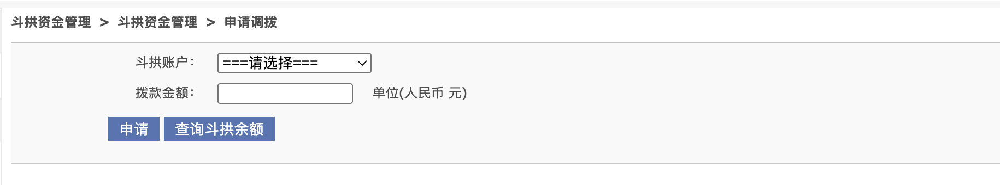 斗拱资金管理 > 斗拱资金管理 > 申请调拨
斗拱账户： ===请选择===
拨款金额： 单位(人民币 元)
申请 查询斗拱余额